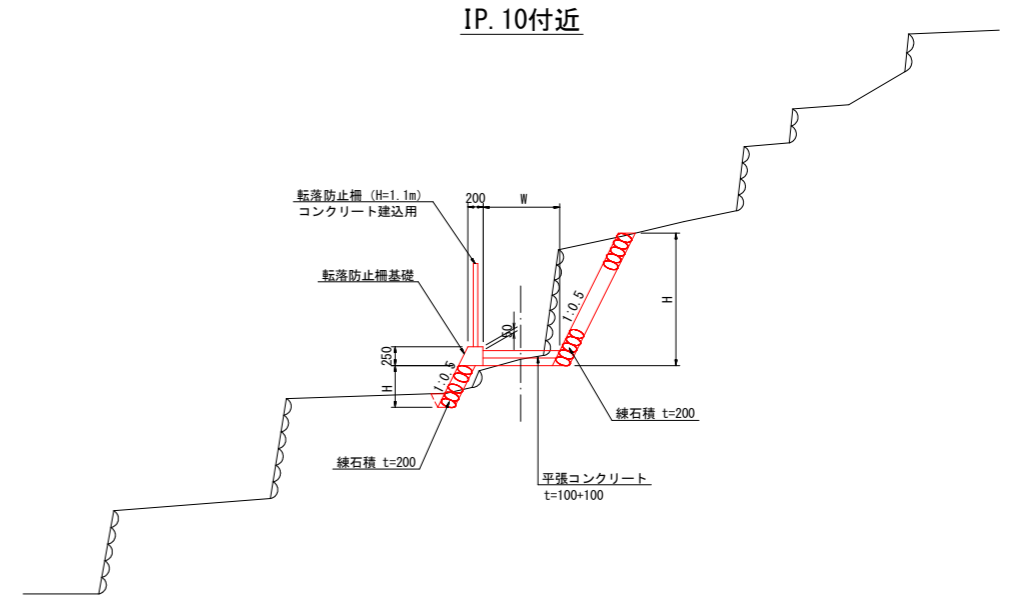 IP.10付近
転落防止柵 (H=1.1m)
コンクリート建込用
200
W
転落防止柵基礎
50
1:0.5
H
250
H
1:0.5
練石積 t=200
練石積 t=200
平張コンクリート
t=100+100